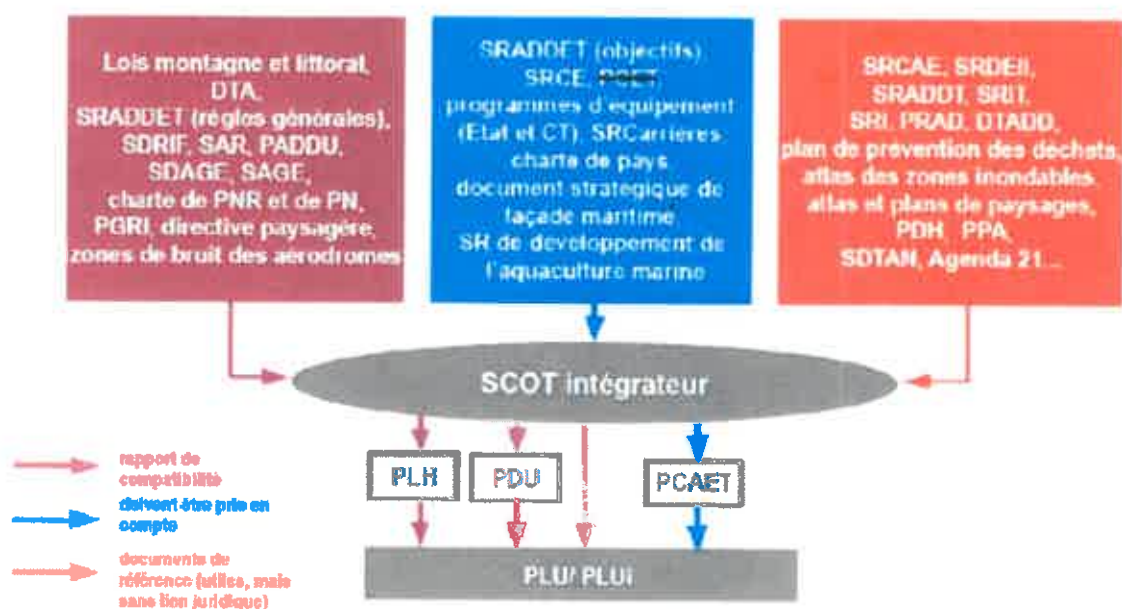 Lois montagne et littoral,
DTA,
SRADDET (règles générales),
SDRIF, SAR, PADDU,
SDAGE, SAGE,
charte de PNR et de PN,
PGRI, directive paysagère,
zones de bruit des aérodromes
SRADDET (objectifs)
SRCE,
programmes d'équipement
(Etat et CT) SRCarrières
charte de pays
document stratégique de
façade maritime
SR de développement de
l'aquaculture marine
SRCAE, SRDEII,
SRADDT, SRIT,
SRI, PRAD, DTADD,
plan de prévention des déchets,
atlas des zones inondables
atlas et plans de paysages,
PDH, PPA,
SDTAN, Agenda 21...
SCOT intégrateur
PLH
PDU
PCAET
PLU/ PLUi
rapport de
compatibilité
doivent être pris en
compte
documents de
référence (utiles, mais
sans lien juridique)